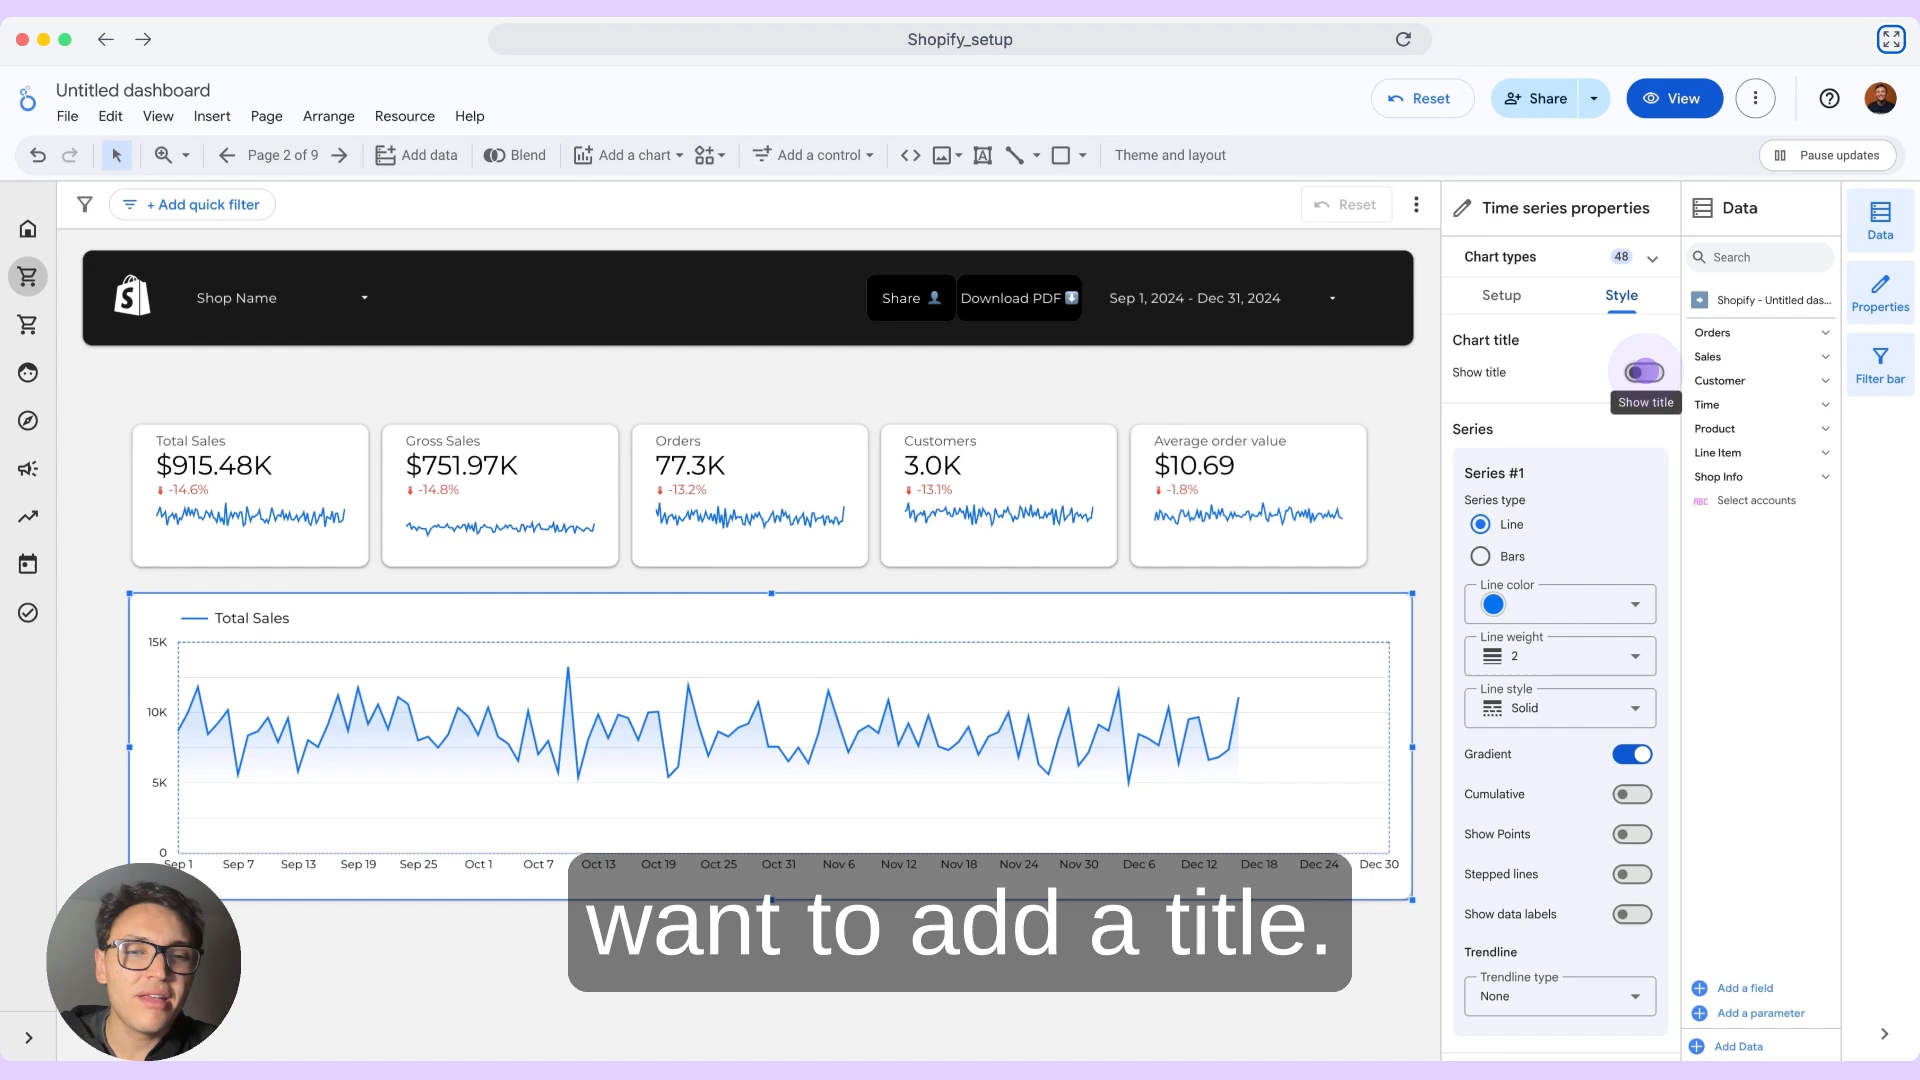 Shopify_setup
Untitled dashboard
File Edit View Insert Page Arrange Resource Help
Reset
Share
View
Page 2 of 9
Add data
Blend
Add a chart
Add a control
Theme and layout
Pause updates
+ Add quick filter
Reset
Shop Name
Share
Download PDF
Sep 1, 2024 - Dec 31, 2024
Total Sales
$915.48K
-14.6%
Gross Sales
$751.97K
-14.8%
Orders
77.3K
-13.2%
Customers
3.0K
-13.1%
Average order value
$10.69
-1.8%
Total Sales
15K
10K
5K
0
Sep 1 Sep 7 Sep 13 Sep 19 Sep 25 Oct 1 Oct 7 Oct 13 Oct 19 Oct 25 Oct 31 Nov 6 Nov 12 Nov 18 Nov 24 Nov 30 Dec 6 Dec 12 Dec 18 Dec 24 Dec 30
want to add a title.
Time series properties
Chart types 48
Setup Style
Chart title
Show title
Show title
Series
Series #1
Series type
Line
Bars
Line color
Line weight
2
Line style
Solid
Gradient
Cumulative
Show Points
Stepped lines
Show data labels
Trendline
Trendline type
None
Data
Search
Shopify - Untitled das...
Orders
Sales
Customer
Time
Product
Line Item
Shop Info
ABC Select accounts
Add a field
Add a parameter
Add Data
Data
Properties
Filter bar